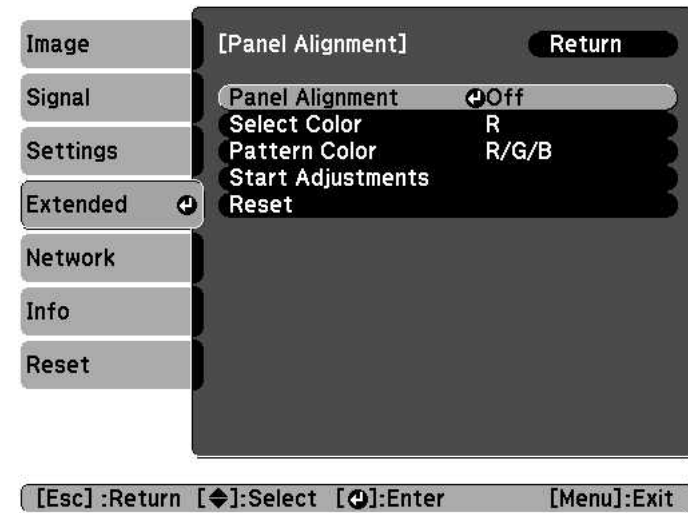 Image
Signal
Settings
Extended
Network
Info
Reset
[Panel Alignment] Return
Panel Alignment Off
Select Color R
Pattern Color R/G/B
Start Adjustments
Reset
[Esc] :Return [◆]:Select [⏎]:Enter [Menu]:Exit